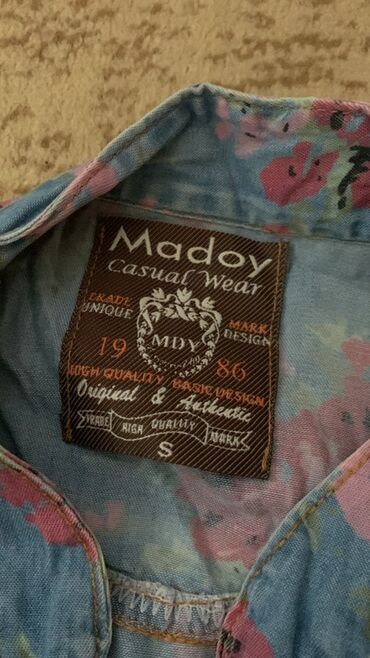 Madoy
Casual Wear
TRADE MARK
UNIQUE DESIGN
MDY
19 86
HIGH QUALITY BASIC DESIGN
Original & Authentic
TRADE HIGH QUALITY MARK
S